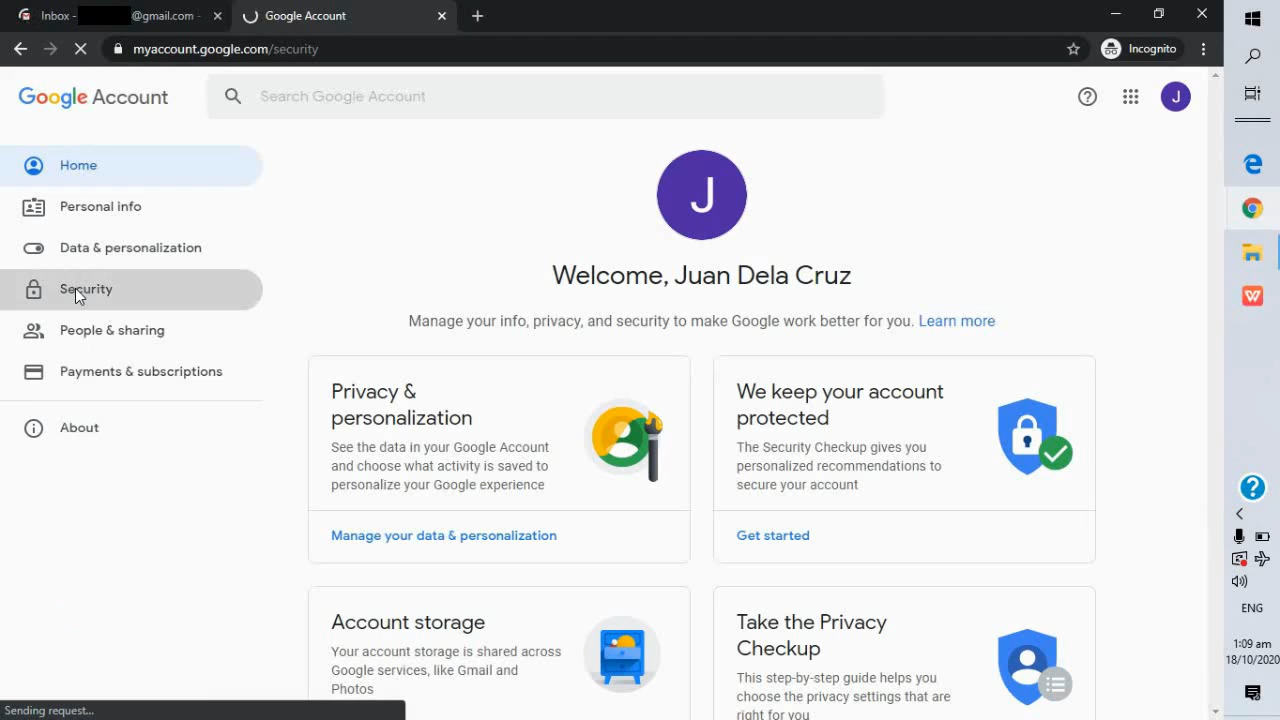 Inbox - @gmail.com -
Google Account
myaccount.google.com/security
Incognito
Google Account
Search Google Account
J
Home
Personal info
Data & personalization
Security
People & sharing
Payments & subscriptions
About
J
Welcome, Juan Dela Cruz
Manage your info, privacy, and security to make Google work better for you. Learn more
Privacy &
personalization
See the data in your Google Account
and choose what activity is saved to
personalize your Google experience
Manage your data & personalization
We keep your account
protected
The Security Checkup gives you
personalized recommendations to
secure your account
Get started
Account storage
Your account storage is shared across
Google services, like Gmail and
Photos
Take the Privacy
Checkup
This step-by-step guide helps you
choose the privacy settings that are
right for you
Sending request...
ENG
1:09 am
18/10/2020